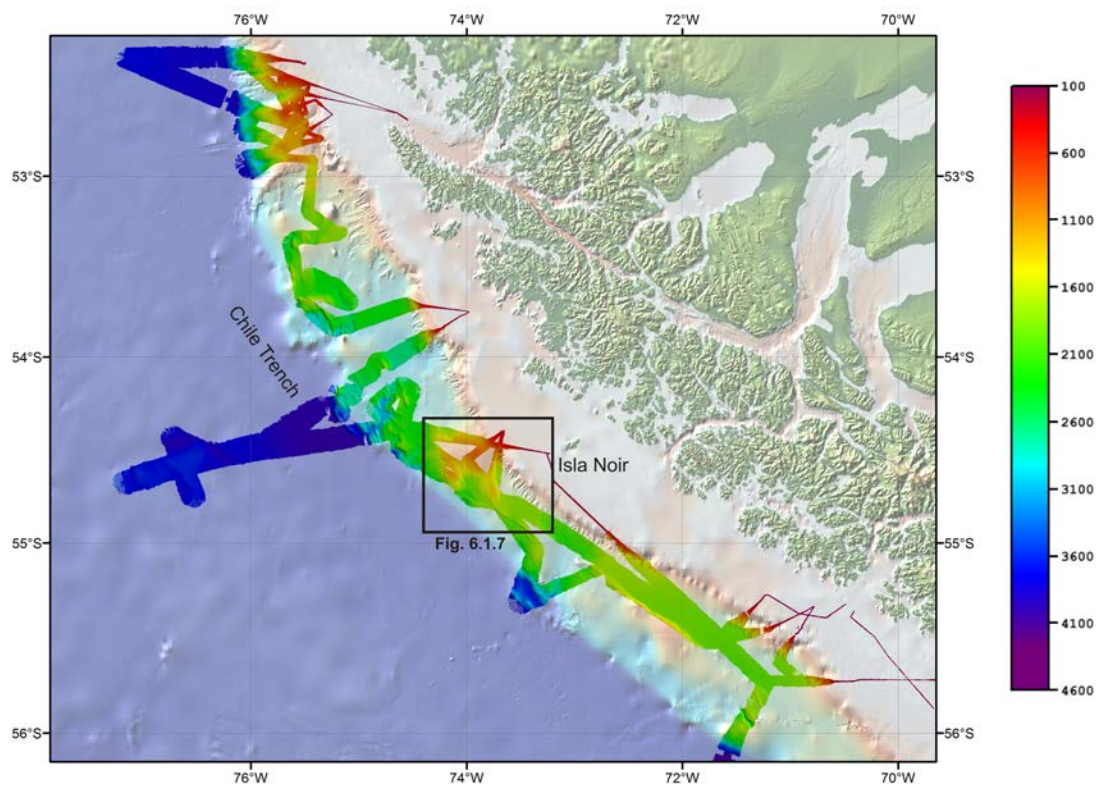 76°W 74°W 72°W 70°W
53°S 53°S
54°S 54°S
55°S 55°S
56°S 56°S
Chile Trench
Isla Noir
Fig. 6.1.7
76°W 74°W 72°W 70°W
100
600
1100
1600
2100
2600
3100
3600
4100
4600